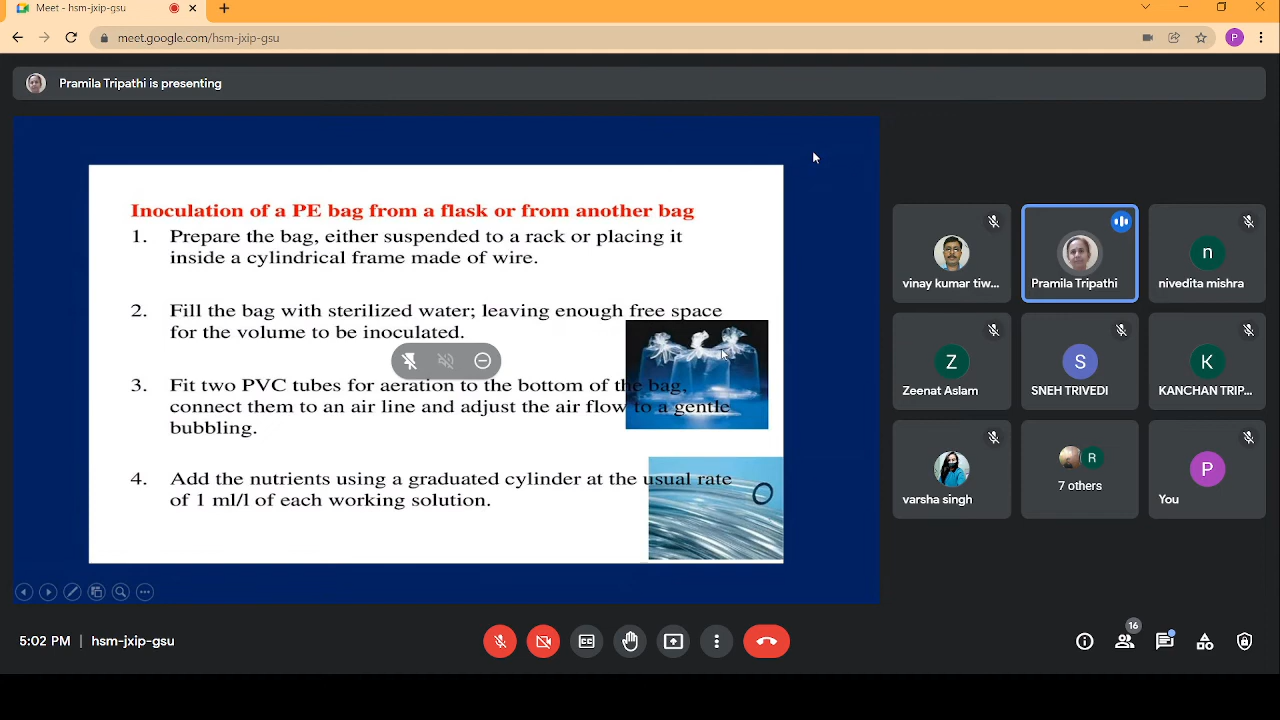 Meet - hsm-jxip-gsu
meet.google.com/hsm-jxip-gsu
P
Pramila Tripathi is presenting
Inoculation of a PE bag from a flask or from another bag
1. Prepare the bag, either suspended to a rack or placing it
inside a cylindrical frame made of wire.
2. Fill the bag with sterilized water; leaving enough free space
for the volume to be inoculated.
3. Fit two PVC tubes for aeration to the bottom of the bag,
connect them to an air line and adjust the air flow to a gentle
bubbling.
4. Add the nutrients using a graduated cylinder at the usual rate
of 1 ml/l of each working solution.
vinay kumar tiw...
Pramila Tripathi
n
nivedita mishra
Z
Zeenat Aslam
S
SNEH TRIVEDI
K
KANCHAN TRIP...
varsha singh
R
7 others
P
You
5:02 PM | hsm-jxip-gsu
CC
16